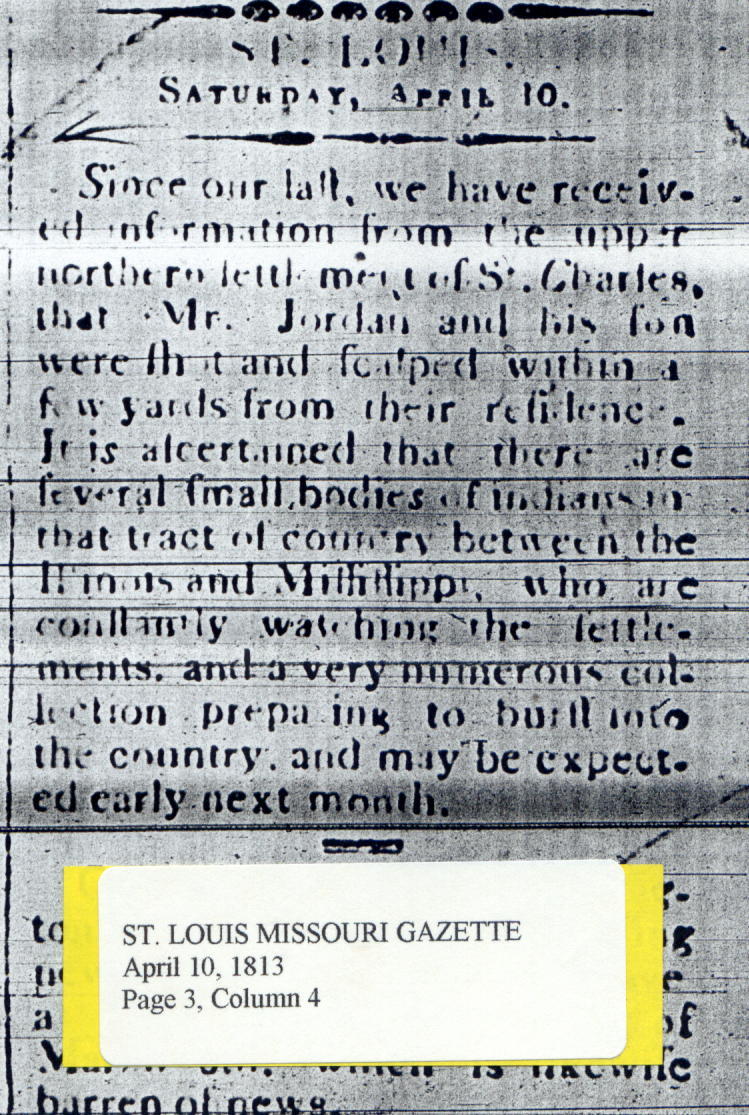 ST. LOUIS.
SATURDAY, APRIL 10.
Since our laſt, we have receiv-
ed information from the upper
northern ſettlement of St. Charles,
that Mr. Jordan and his ſon
were ſhot and ſcalped within a
few yards from their reſidence.
It is aſcertained that there are
ſeveral ſmall bodies of indians in
that tract of country between the
Illinois and Miſſiſſippi, who are
conſtantly watching the ſettle-
ments, and a very numerous col-
lection preparing to burſt into
the country, and may be expect-
ed early next month.
ST. LOUIS MISSOURI GAZETTE
April 10, 1813
Page 3, Column 4
a of
which is likewiſe
barren of news.